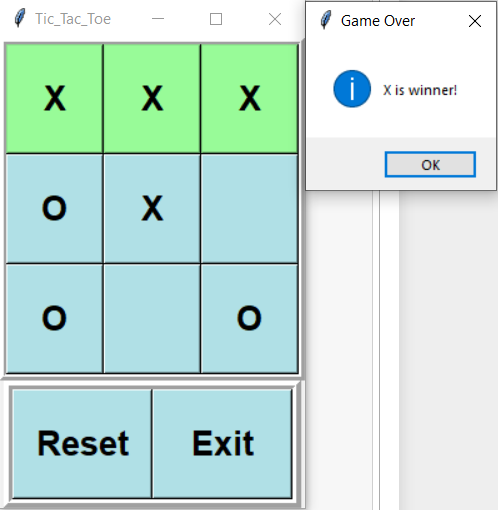 Tic_Tac_Toe
Game Over
X X X
X is winner!
OK
O X
O O
Reset Exit